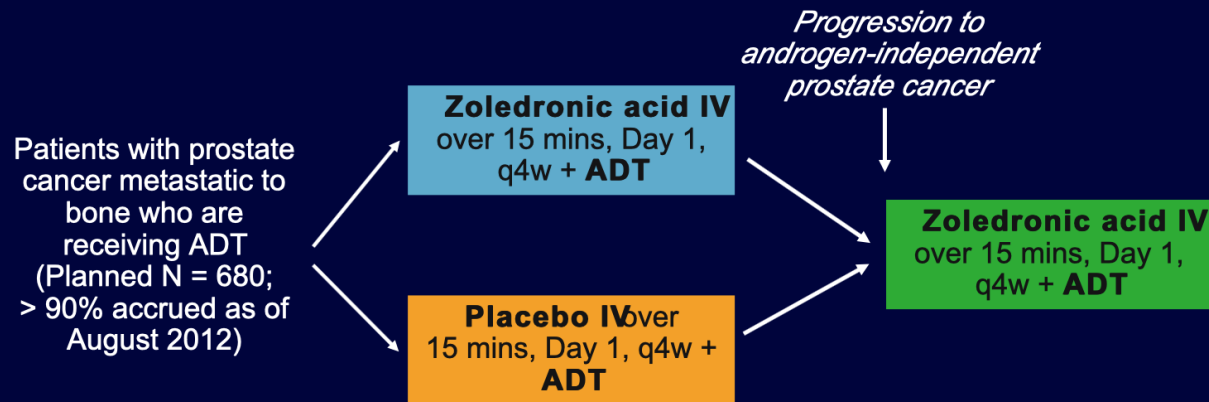 Patients with prostate
cancer metastatic to
bone who are
receiving ADT
(Planned N = 680;
> 90% accrued as of
August 2012)
Zoledronic acid IV
over 15 mins, Day 1,
q4w + ADT
Placebo IV over
15 mins, Day 1, q4w +
ADT
Progression to
androgen-independent
prostate cancer
Zoledronic acid IV
over 15 mins, Day 1,
q4w + ADT